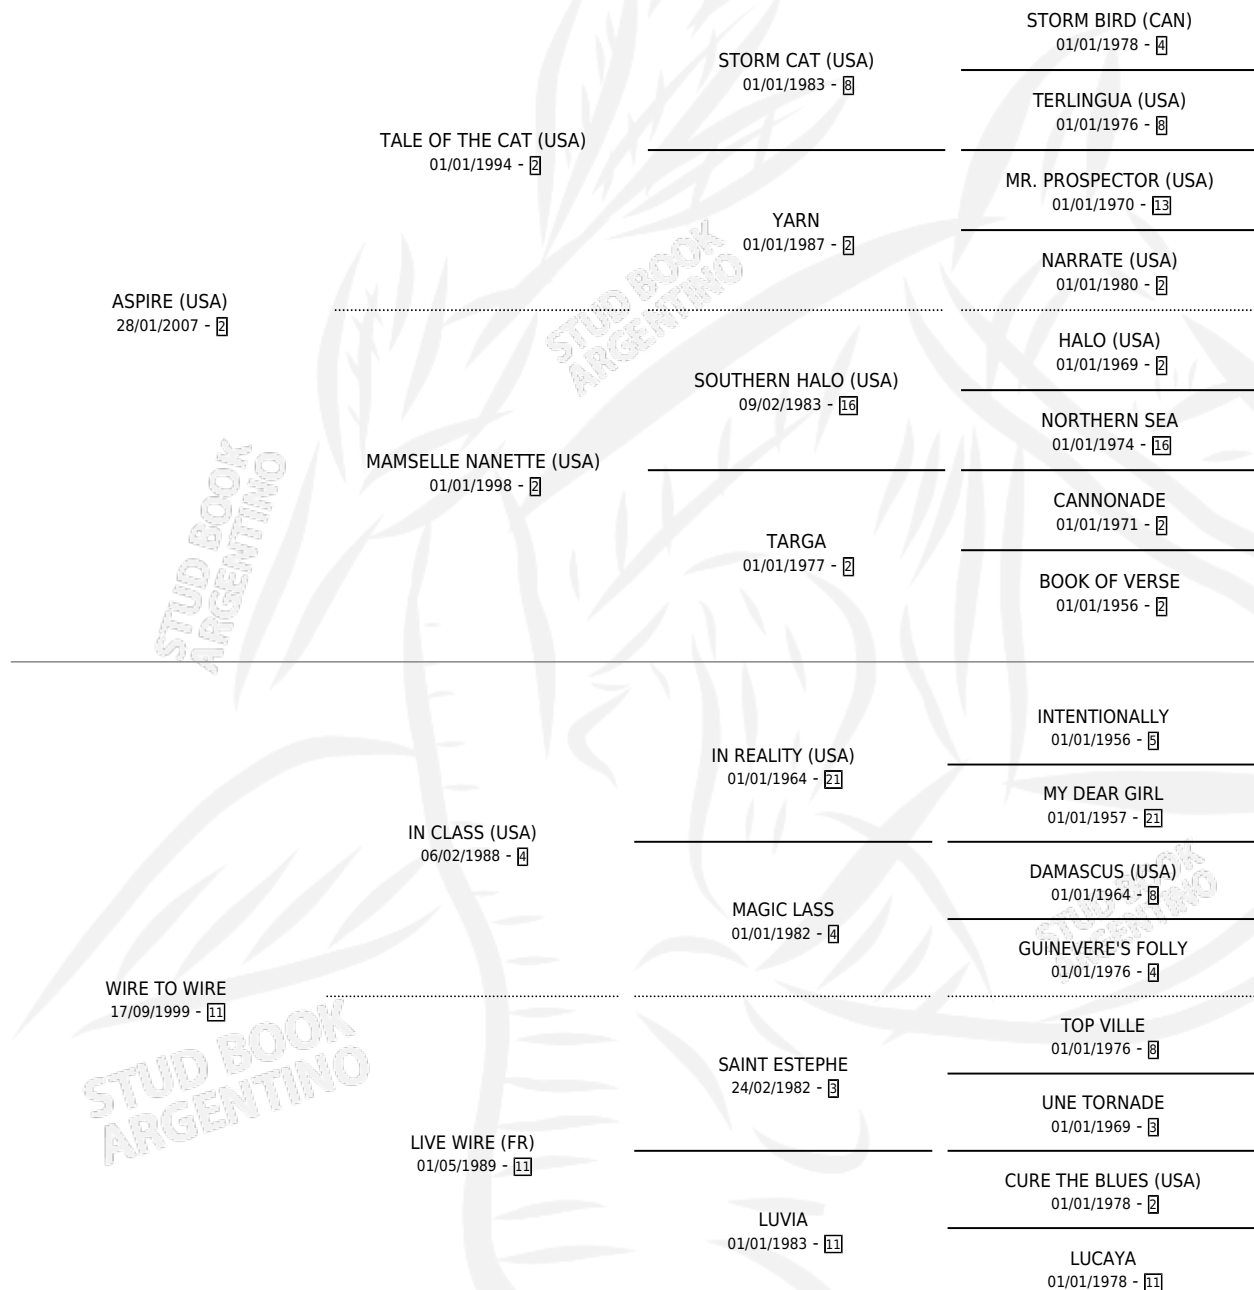 STORM BIRD (CAN)
01/01/1978 - 4
STORM CAT (USA)
01/01/1983 - 8
TERLINGUA (USA)
01/01/1976 - 8
TALE OF THE CAT (USA)
01/01/1994 - 2
MR. PROSPECTOR (USA)
01/01/1970 - 13
YARN
01/01/1987 - 2
NARRATE (USA)
01/01/1980 - 2
ASPIRE (USA)
28/01/2007 - 2
HALO (USA)
01/01/1969 - 2
SOUTHERN HALO (USA)
09/02/1983 - 16
NORTHERN SEA
01/01/1974 - 16
MAMSELLE NANETTE (USA)
01/01/1998 - 2
CANNONADE
01/01/1971 - 2
TARGA
01/01/1977 - 2
BOOK OF VERSE
01/01/1956 - 2
STUD BOOK
ARGENTINO
STUD BOOK
ARGENTINO
INTENTIONALLY
01/01/1956 - 5
IN REALITY (USA)
01/01/1964 - 21
MY DEAR GIRL
01/01/1957 - 21
IN CLASS (USA)
06/02/1988 - 4
DAMASCUS (USA)
01/01/1964 - 8
MAGIC LASS
01/01/1982 - 4
GUINEVERE'S FOLLY
01/01/1976 - 4
STUD BOOK
ARGENTINO
WIRE TO WIRE
17/09/1999 - 11
TOP VILLE
01/01/1976 - 8
SAINT ESTEPHE
24/02/1982 - 3
UNE TORNADE
01/01/1969 - 3
STUD BOOK
ARGENTINO
LIVE WIRE (FR)
01/05/1989 - 11
CURE THE BLUES (USA)
01/01/1978 - 2
LUVIA
01/01/1983 - 11
LUCAYA
01/01/1978 - 11